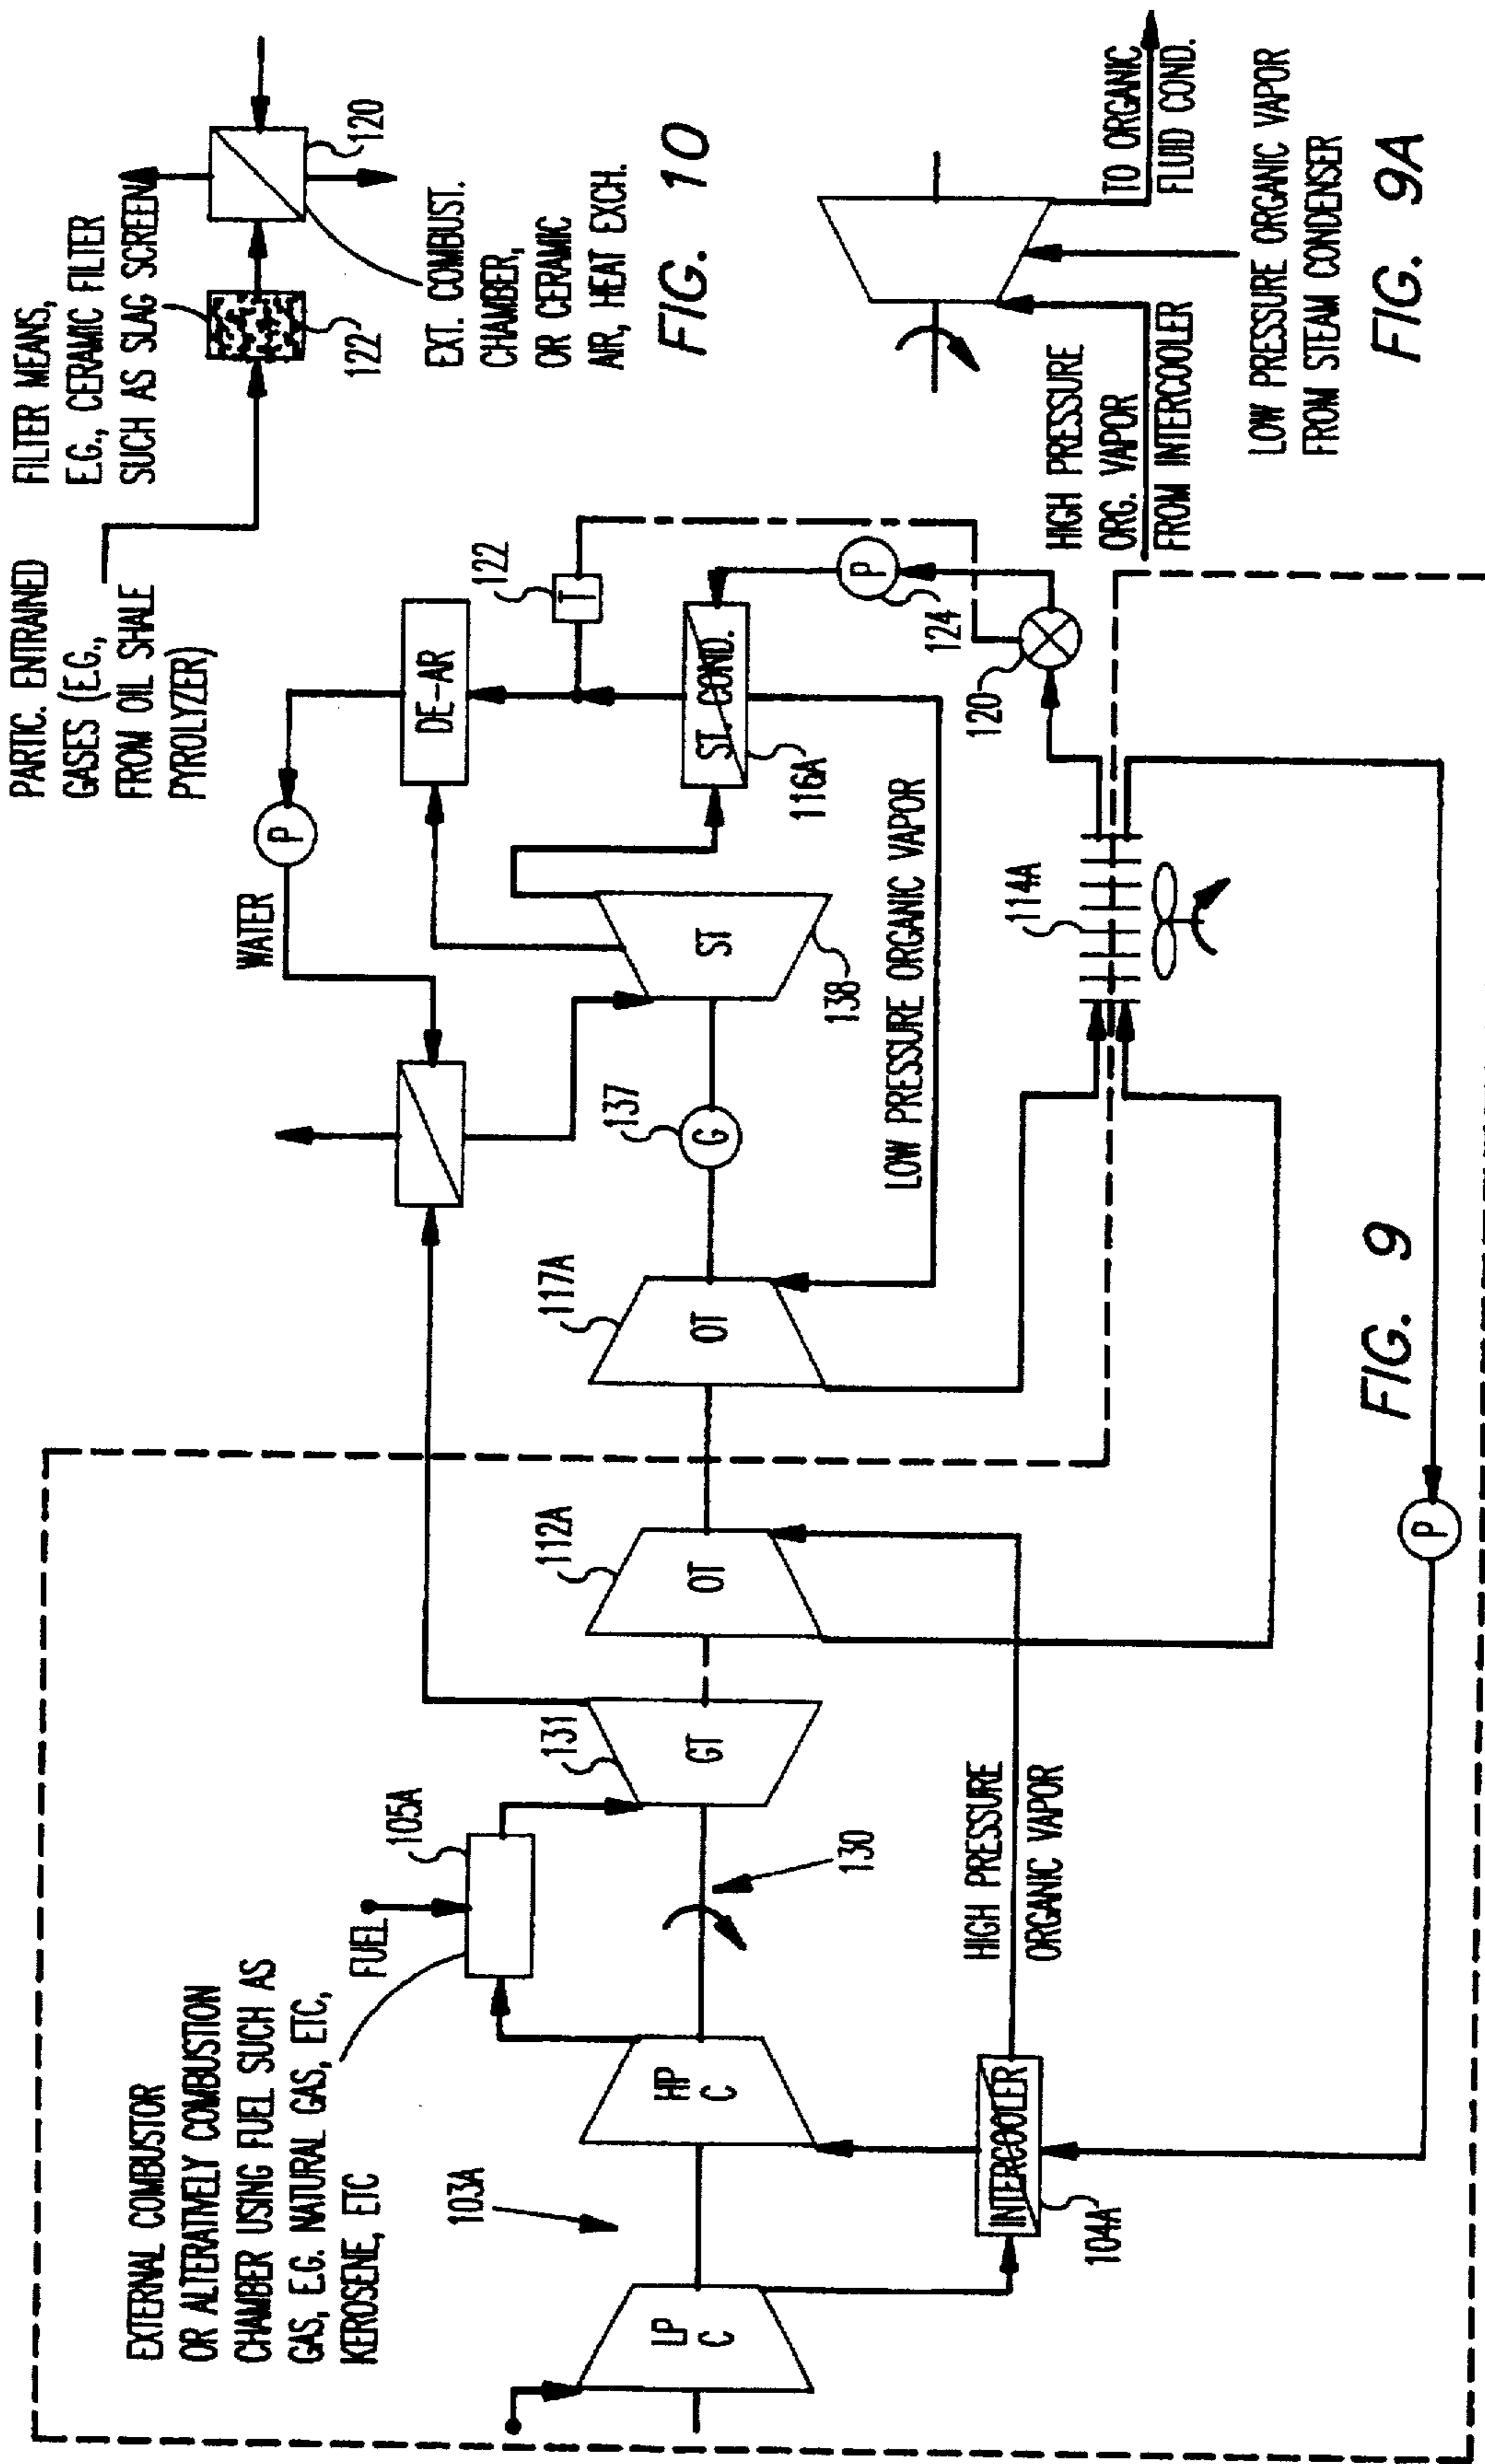 EXTERNAL COMBUSTOR
OR ALTERATIVELY COMBUSTION
CHAMBER USING FUEL SUCH AS
GAS, E.G. NATURAL GAS, ETC,
KEROSENE, ETC
FUEL
105A
131
103A
130
LP
C
HP
C
GT
112A
OT
117A
OT
137
G
ST
138
WATER
P
DE-AR
122
T
ST. COND.
116A
P
124
120
INTERCOOLER
104A
HIGH PRESSURE
ORGANIC VAPOR
LOW PRESSURE ORGANIC VAPOR
114A
P
FIG. 9
PARTIC. ENTRAINED
GASES (E.G.,
FROM OIL SHALE
PYROLYZER)
FILTER MEANS,
E.G., CERAMIC FILTER
SUCH AS SLAG SCREEN
122
120
EXT. COMBUST.
CHAMBER,
OR CERAMIC
AIR, HEAT EXCH.
FIG. 10
HIGH PRESSURE
ORG. VAPOR
FROM INTERCOOLER
TO ORGANIC
FLUID COND.
LOW PRESSURE ORGANIC VAPOR
FROM STEAM CONDENSER
FIG. 9A